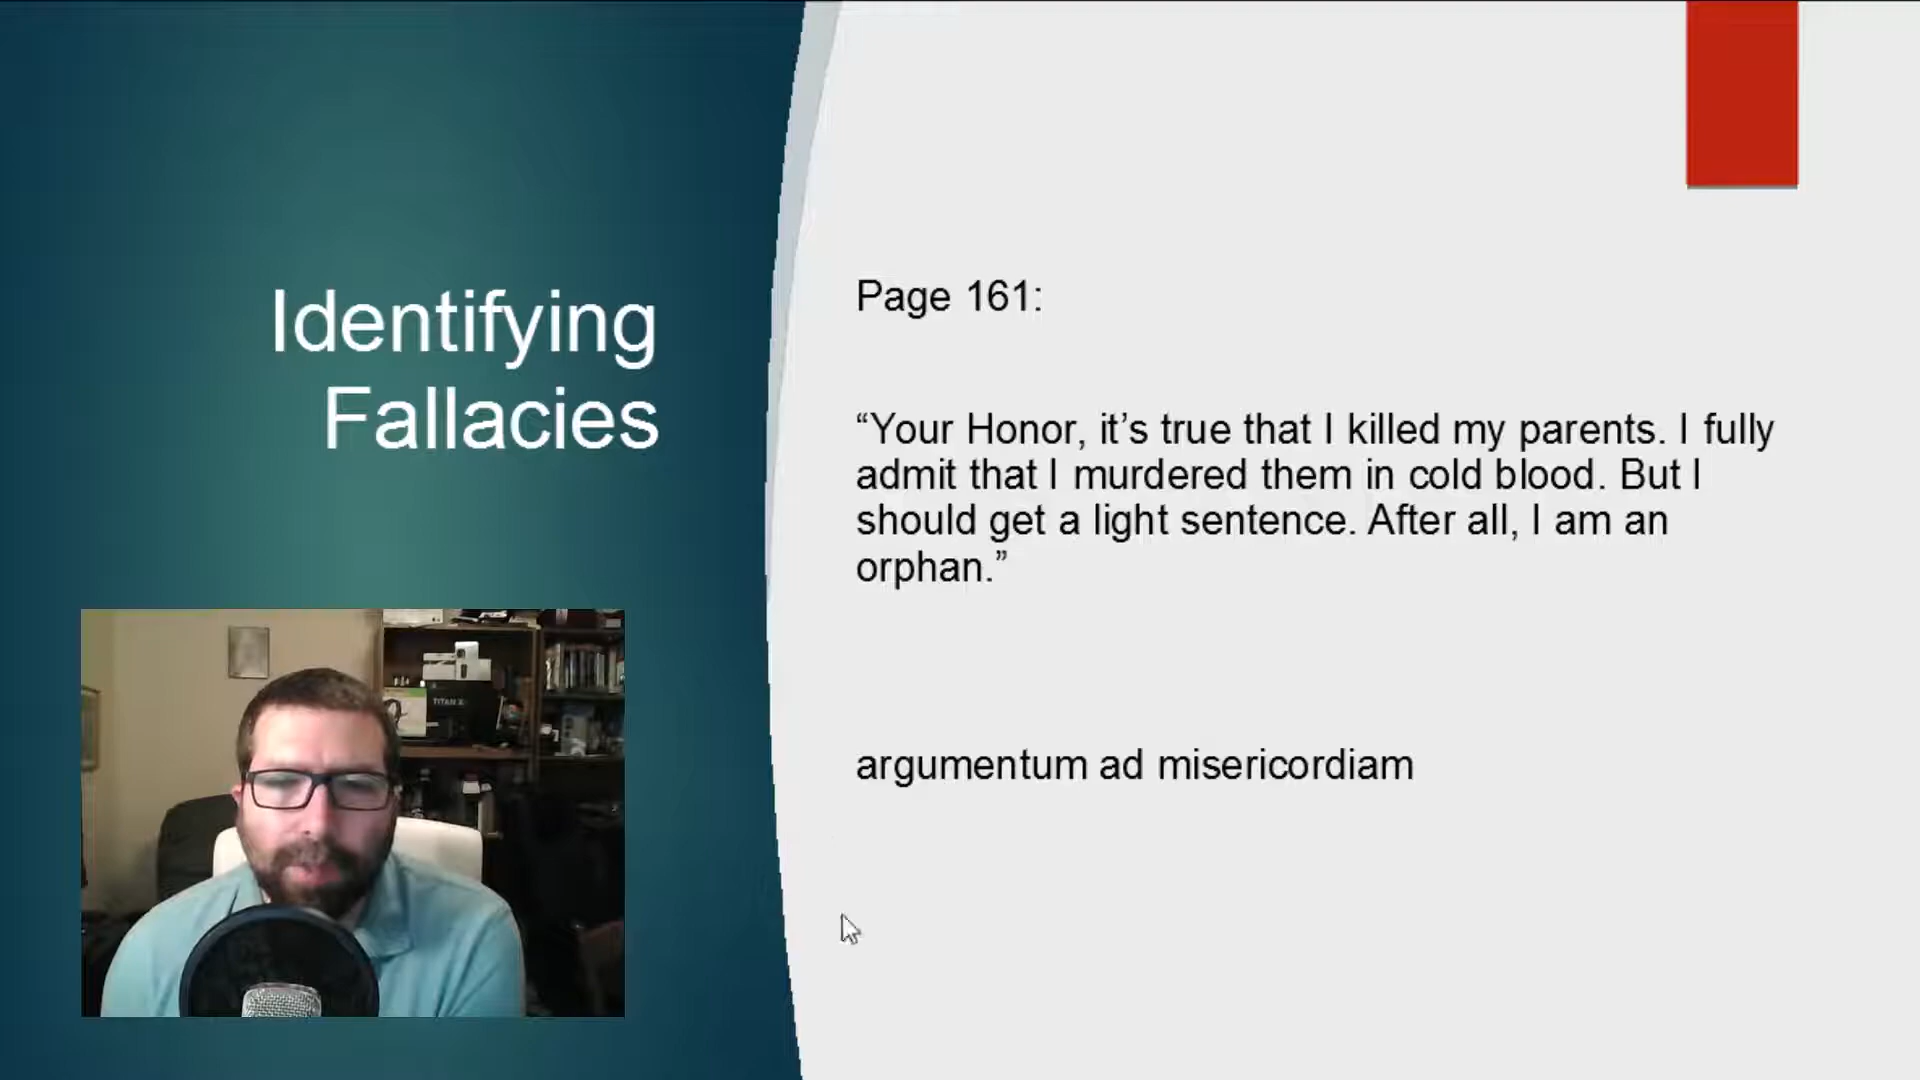 Identifying
Fallacies
Page 161:
“Your Honor, it’s true that I killed my parents. I fully
admit that I murdered them in cold blood. But I
should get a light sentence. After all, I am an
orphan.”
argumentum ad misericordiam
TITAN X